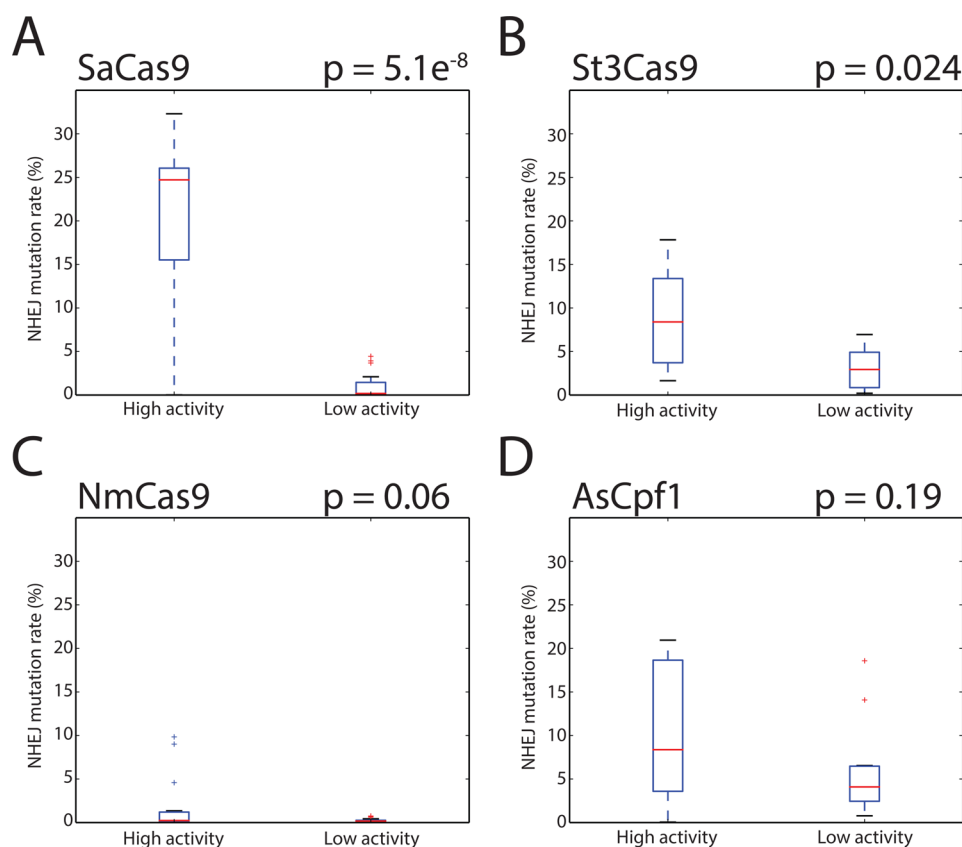 A
SaCas9 p = 5.1e-8
NHEJ mutation rate (%)
30
25
20
15
10
5
0
High activity Low activity
B
St3Cas9 p = 0.024
NHEJ mutation rate (%)
30
25
20
15
10
5
0
High activity Low activity
C
NmCas9 p = 0.06
NHEJ mutation rate (%)
30
25
20
15
10
5
0
High activity Low activity
D
AsCpf1 p = 0.19
NHEJ mutation rate (%)
30
25
20
15
10
5
0
High activity Low activity